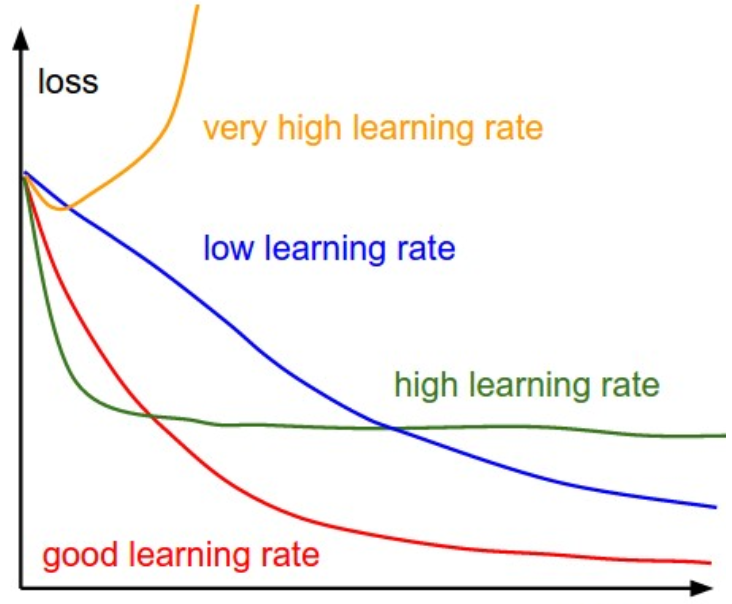 loss
very high learning rate
low learning rate
high learning rate
good learning rate